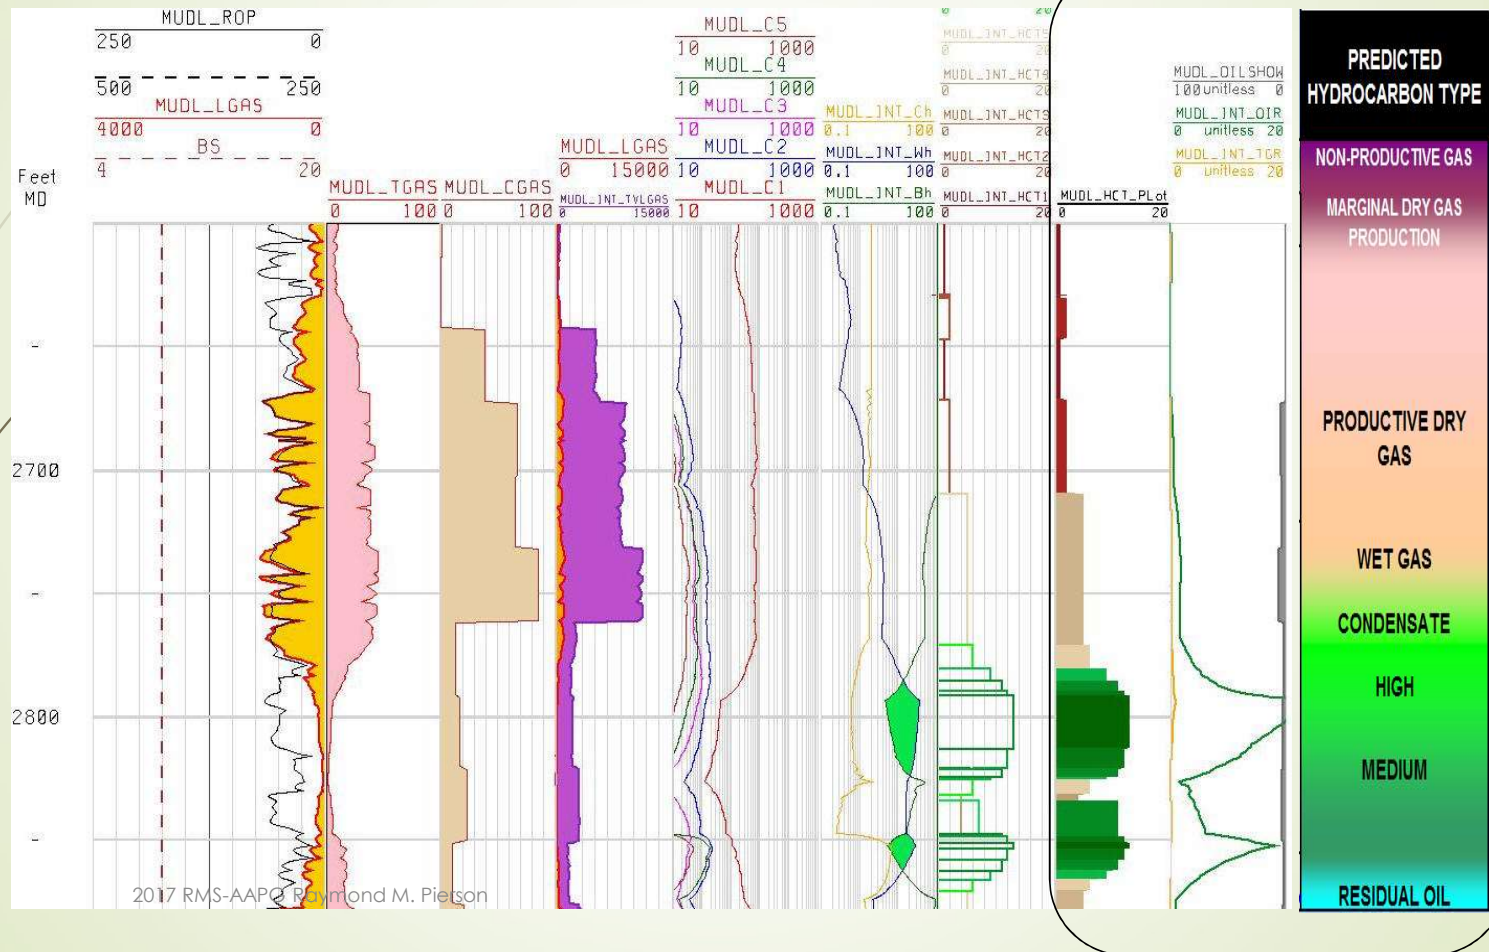 MUDL_ROP
250 0
500 250
MUDL_LGAS
4000 0
BS
4 20
Feet
MD
MUDL_TGAS
0 100
MUDL_CGAS
0 100
MUDL_LGAS
0 15000
MUDL_INT_TVLGAS
0 15000
MUDL_C5
10 1000
MUDL_C4
10 1000
MUDL_C3
10 1000
MUDL_C2
10 1000
MUDL_C1
10 1000
MUDL_INT_Ch
0.1 100
MUDL_INT_Wh
0.1 100
MUDL_INT_Bh
0.1 100
0 20
MUDL_INT_HCT5
0 20
MUDL_INT_HCT4
0 20
MUDL_INT_HCT3
0 20
MUDL_INT_HCT2
0 20
MUDL_INT_HCT1
0 20
MUDL_HCT_PLot
0 20
MUDL_OILSHOW
100 unitless 0
MUDL_INT_OIR
0 unitless 20
MUDL_INT_TGR
0 unitless 20
2700
2800
PREDICTED
HYDROCARBON TYPE
NON-PRODUCTIVE GAS
MARGINAL DRY GAS
PRODUCTION
PRODUCTIVE DRY
GAS
WET GAS
CONDENSATE
HIGH
MEDIUM
RESIDUAL OIL
2017 RMS-AAPG Raymond M. Pierson